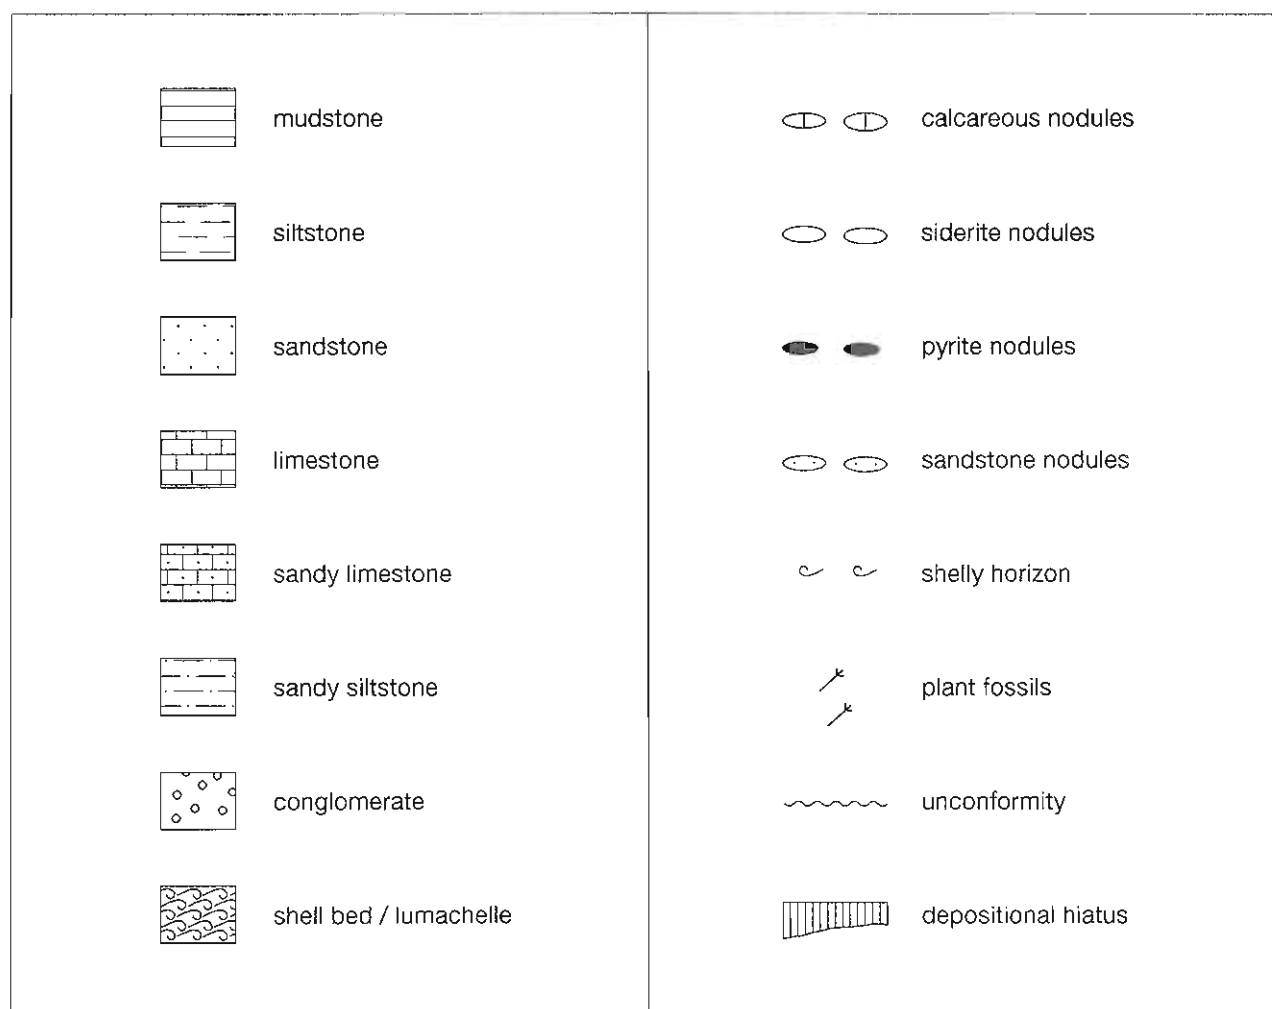 mudstone
siltstone
sandstone
limestone
sandy limestone
sandy siltstone
conglomerate
shell bed / lumachelle
calcareous nodules
siderite nodules
pyrite nodules
sandstone nodules
shelly horizon
plant fossils
unconformity
depositional hiatus